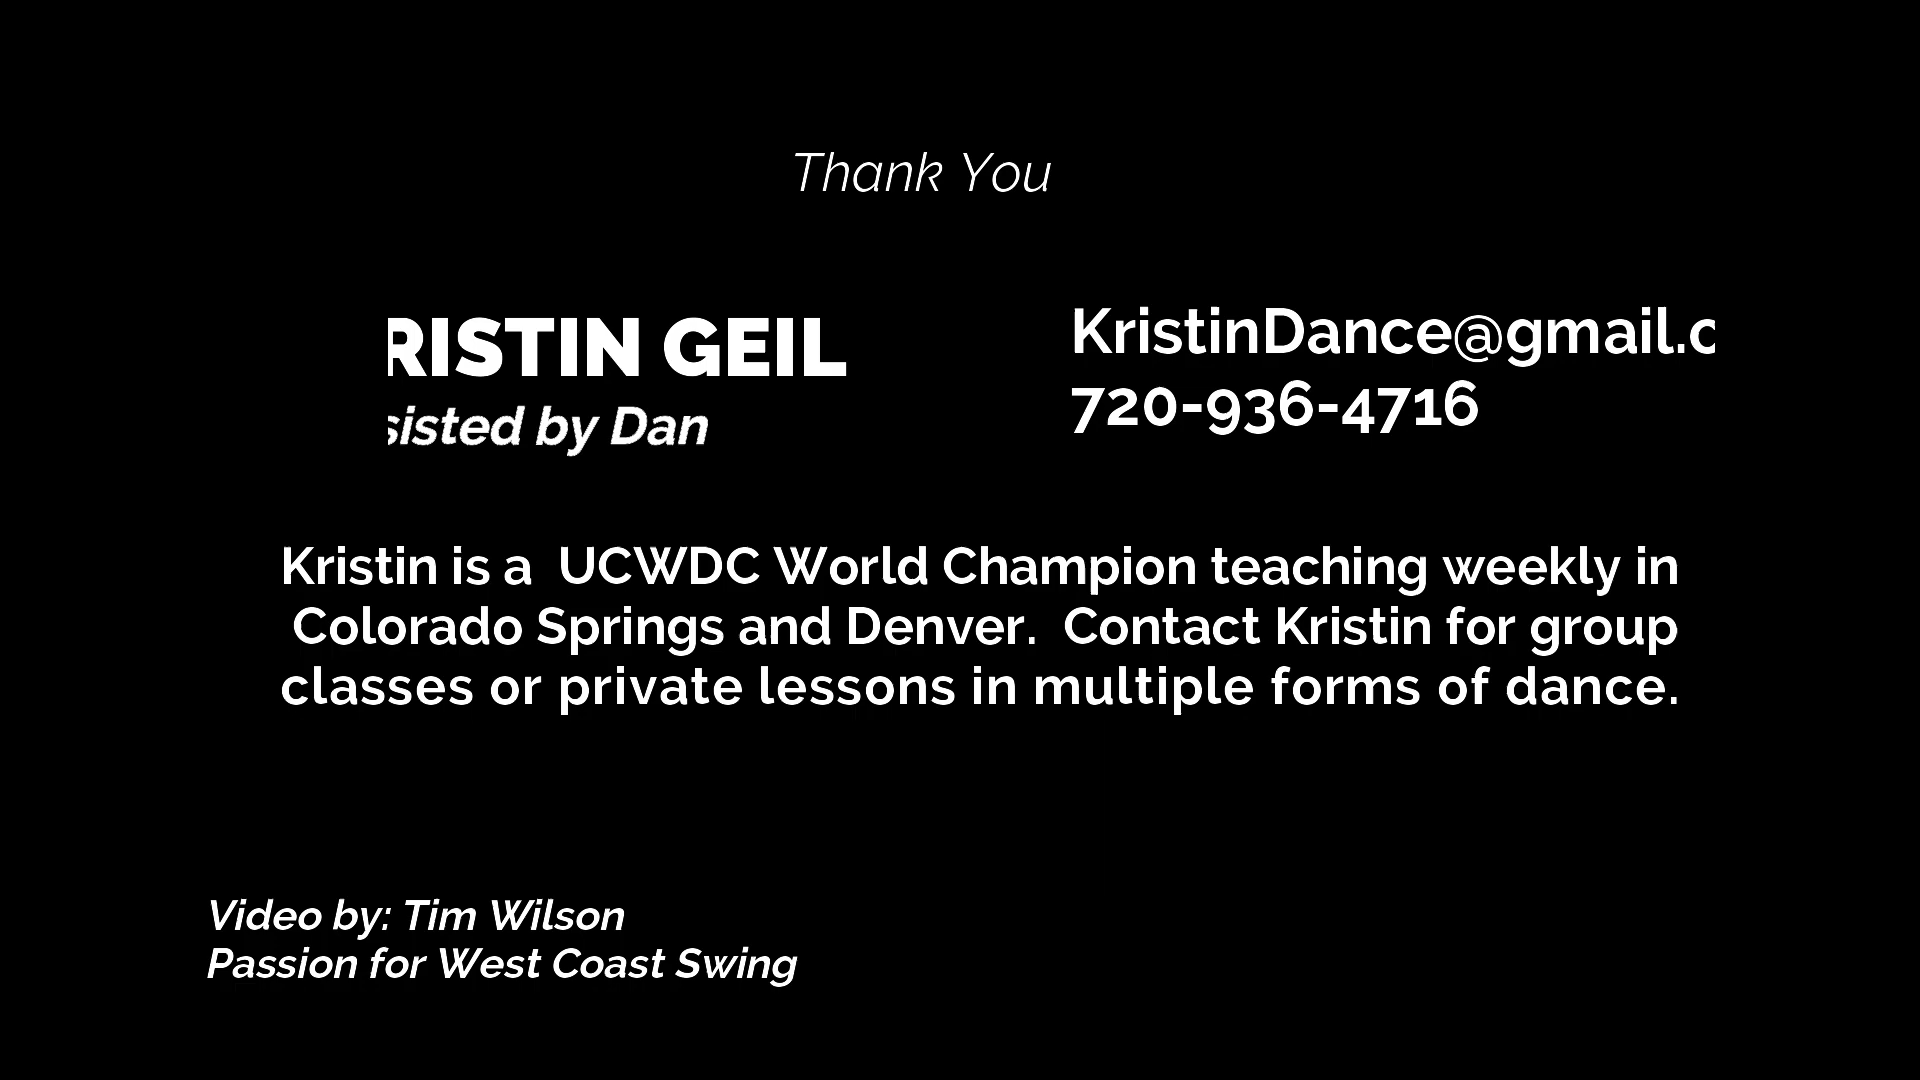 Thank You
RISTIN GEIL
sisted by Dan
KristinDance@gmail.c
720-936-4716
Kristin is a UCWDC World Champion teaching weekly in
Colorado Springs and Denver. Contact Kristin for group
classes or private lessons in multiple forms of dance.
Video by: Tim Wilson
Passion for West Coast Swing